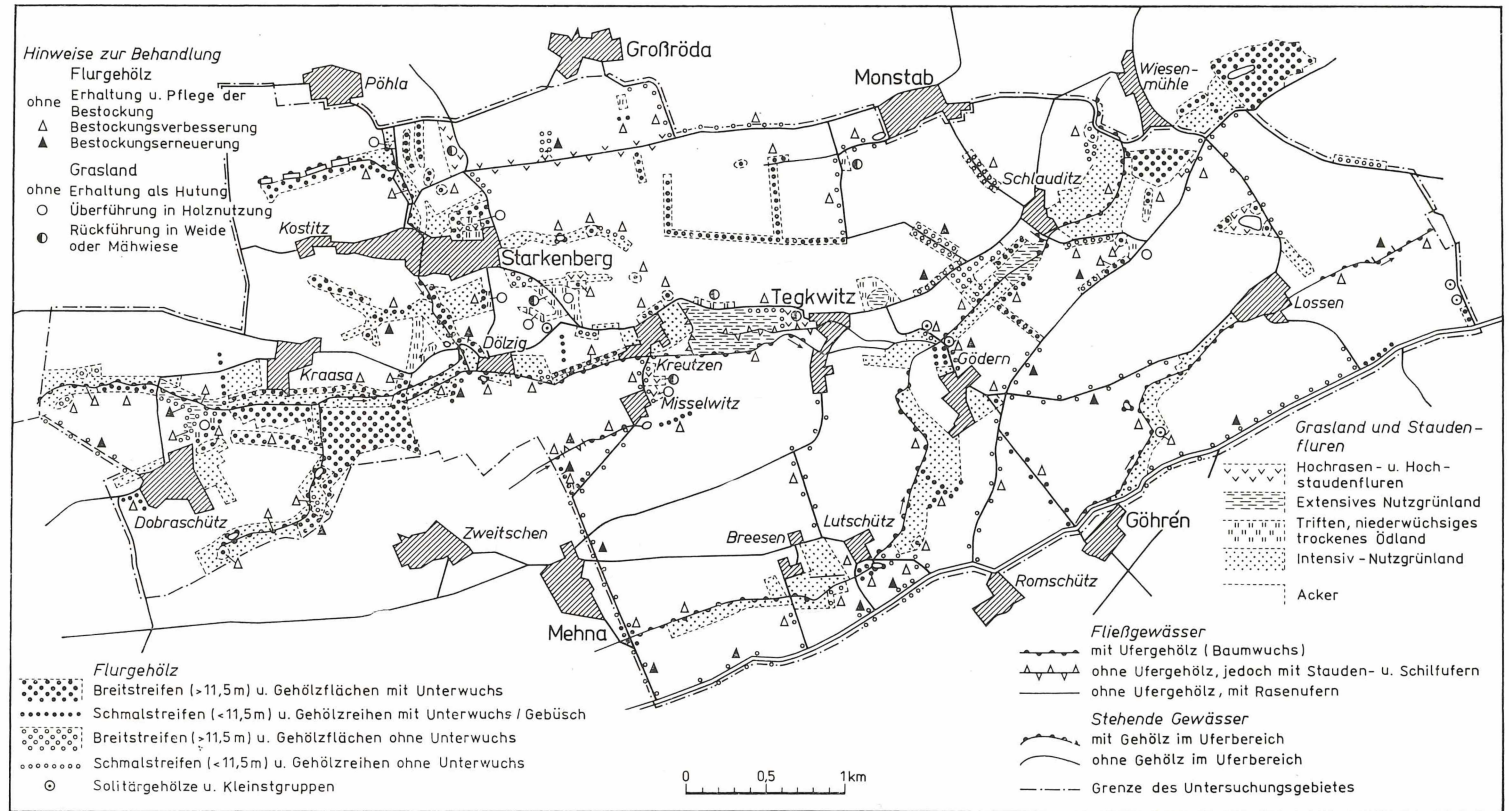 Hinweise zur Behandlung
Flurgehölz
ohne Erhaltung u. Pflege der
Bestockung
Bestockungsverbesserung
Bestockungserneuerung
Grasland
ohne Erhaltung als Hutung
Überführung in Holznutzung
Rückführung in Weide
oder Mähwiese
Pöhla
Großröda
Monstab
Wiesen-
mühle
Schlauditz
Kostitz
Starkenberg
Tegkwitz
Lossen
Dölzig
Kraasa
Kreutzen
Gödern
Misselwitz
Dobraschütz
Zweitschen
Breesen
Lutschütz
Göhren
Mehna
Romschütz
Grasland und Stauden-
fluren
Hochrasen- u. Hoch-
staudenfluren
Extensives Nutzgrünland
Triften, niederwüchsiges
trockenes Ödland
Intensiv-Nutzgrünland
Acker
Flurgehölz
Breitstreifen (>11,5m) u. Gehölzflächen mit Unterwuchs
Schmalstreifen (<11,5m) u. Gehölzreihen mit Unterwuchs / Gebüsch
Breitstreifen (>11,5m) u. Gehölzflächen ohne Unterwuchs
Schmalstreifen (<11,5m) u. Gehölzreihen ohne Unterwuchs
Solitärgehölze u. Kleinstgruppen
0 0,5 1km
Fließgewässer
mit Ufergehölz (Baumwuchs)
ohne Ufergehölz, jedoch mit Stauden- u. Schilfufern
ohne Ufergehölz, mit Rasenufern
Stehende Gewässer
mit Gehölz im Uferbereich
ohne Gehölz im Uferbereich
Grenze des Untersuchungsgebietes